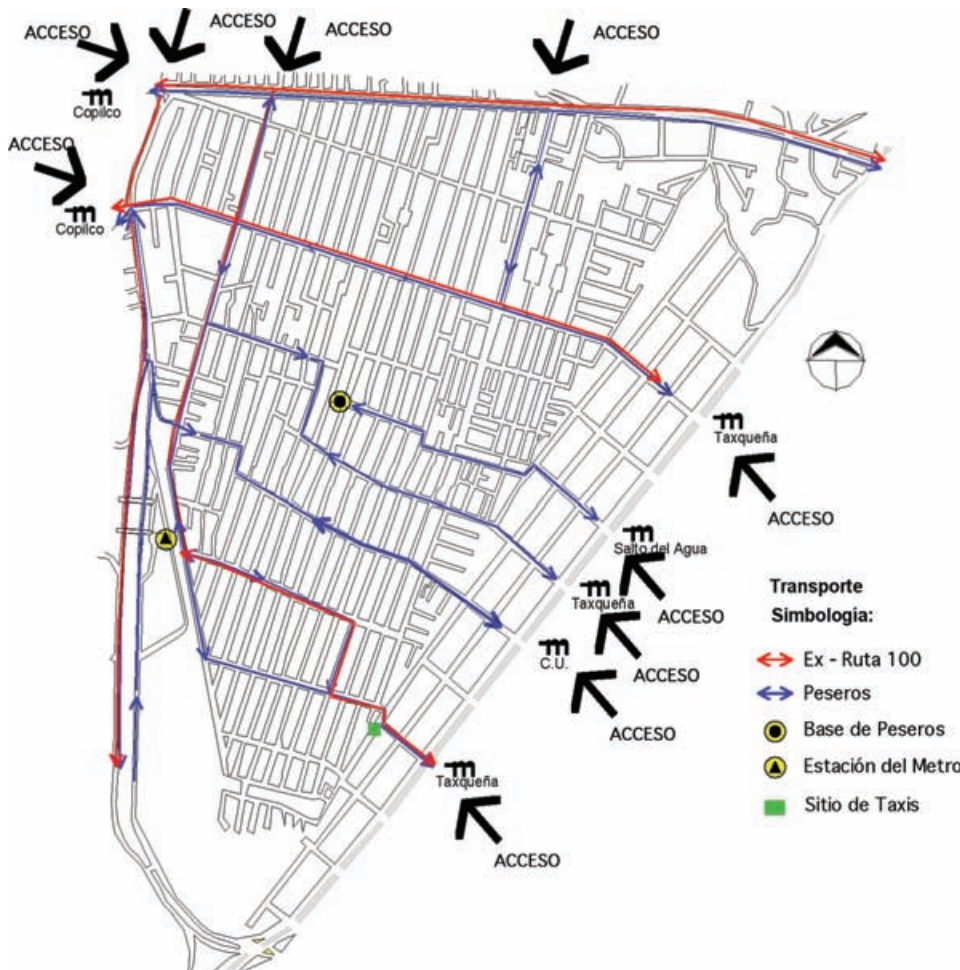 ACCESO
ACCESO
ACCESO
ACCESO
m
Copilco
ACCESO
m
Copilco
m
Taxqueña
ACCESO
m
Salto del Agua
m
Taxqueña
ACCESO
m
C.U.
ACCESO
ACCESO
m
Taxqueña
ACCESO
Transporte
Simbologia:
Ex - Ruta 100
Peseros
Base de Peseros
Estación del Metro
Sitio de Taxis